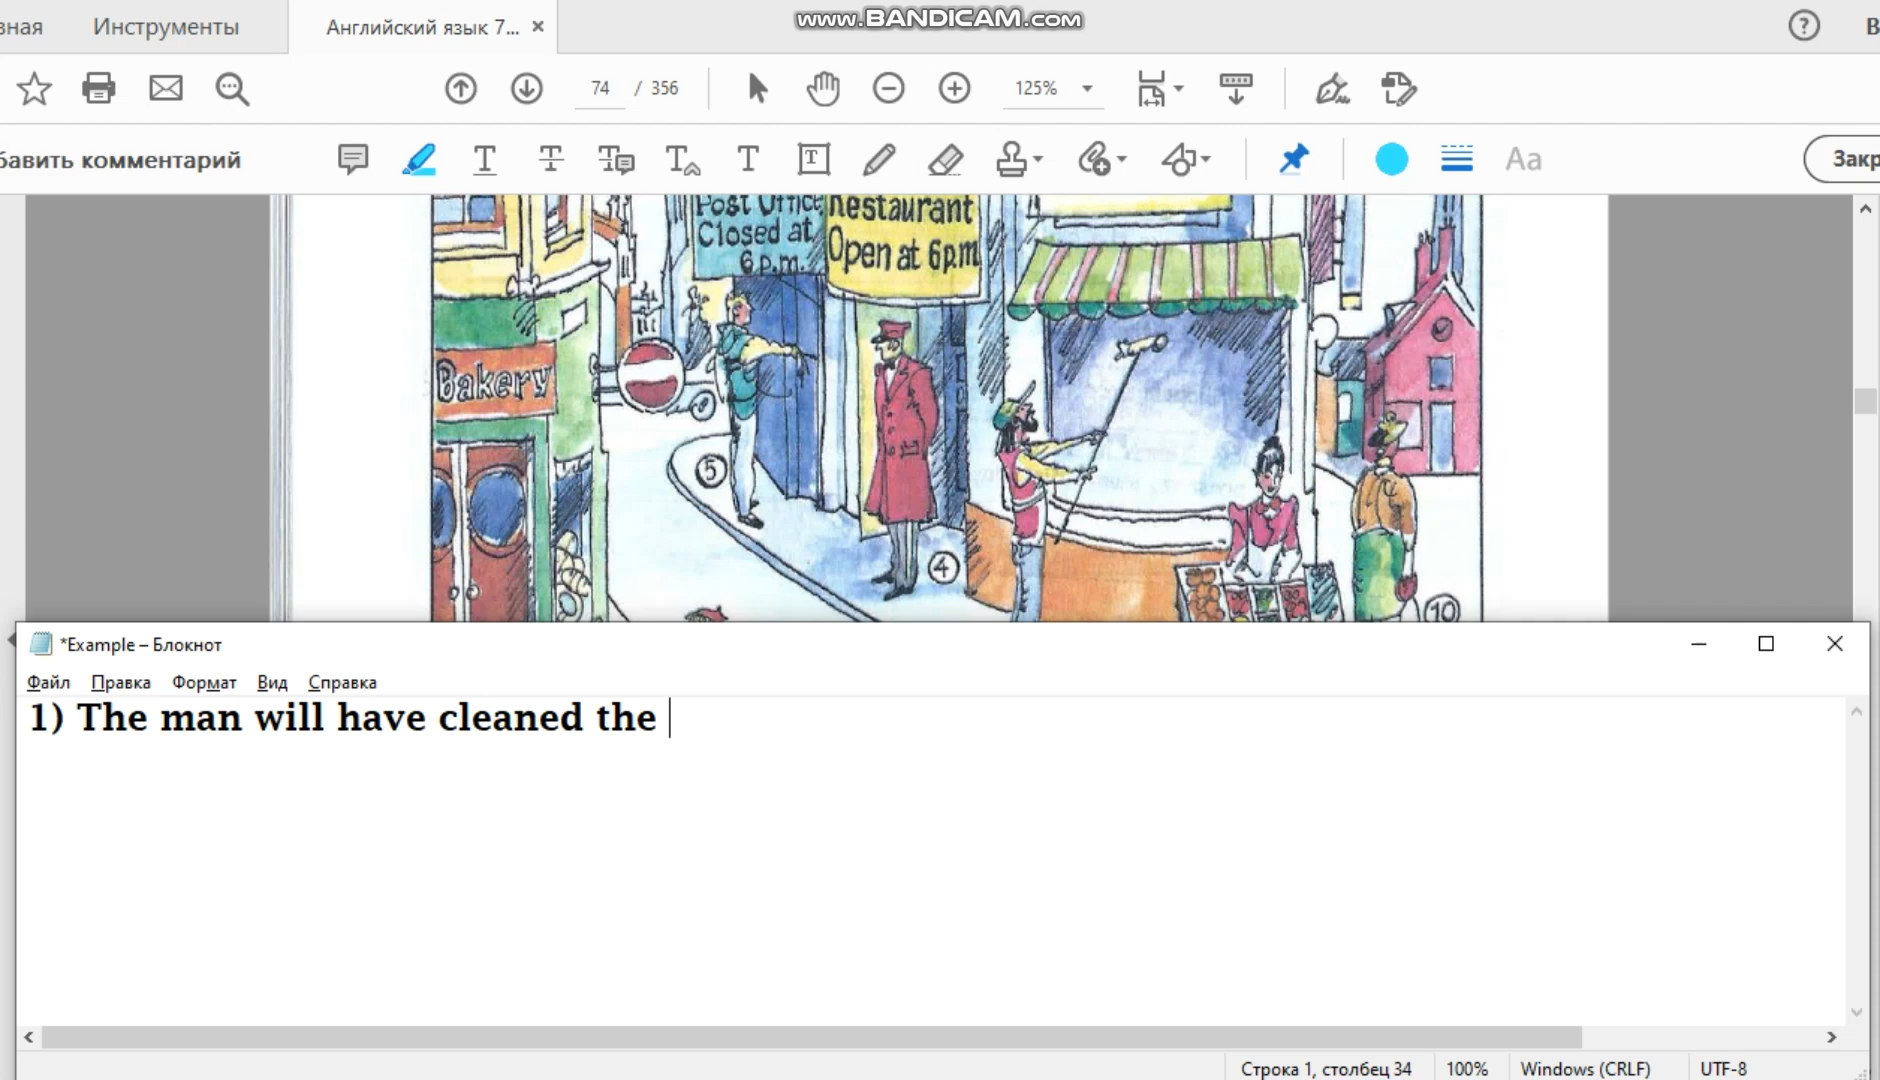 вная
Инструменты
Английский язык 7...
www.BANDICAM.com
В
74 / 356
125%
бавить комментарий
Aa
Закр
Post Office
Closed at
6 p.m.
Restaurant
Open at 6p.m
Bakery
5
4
10
*Example – Блокнот
Файл Правка Формат Вид Справка
1) The man will have cleaned the
Строка 1, столбец 34
100%
Windows (CRLF)
UTF-8